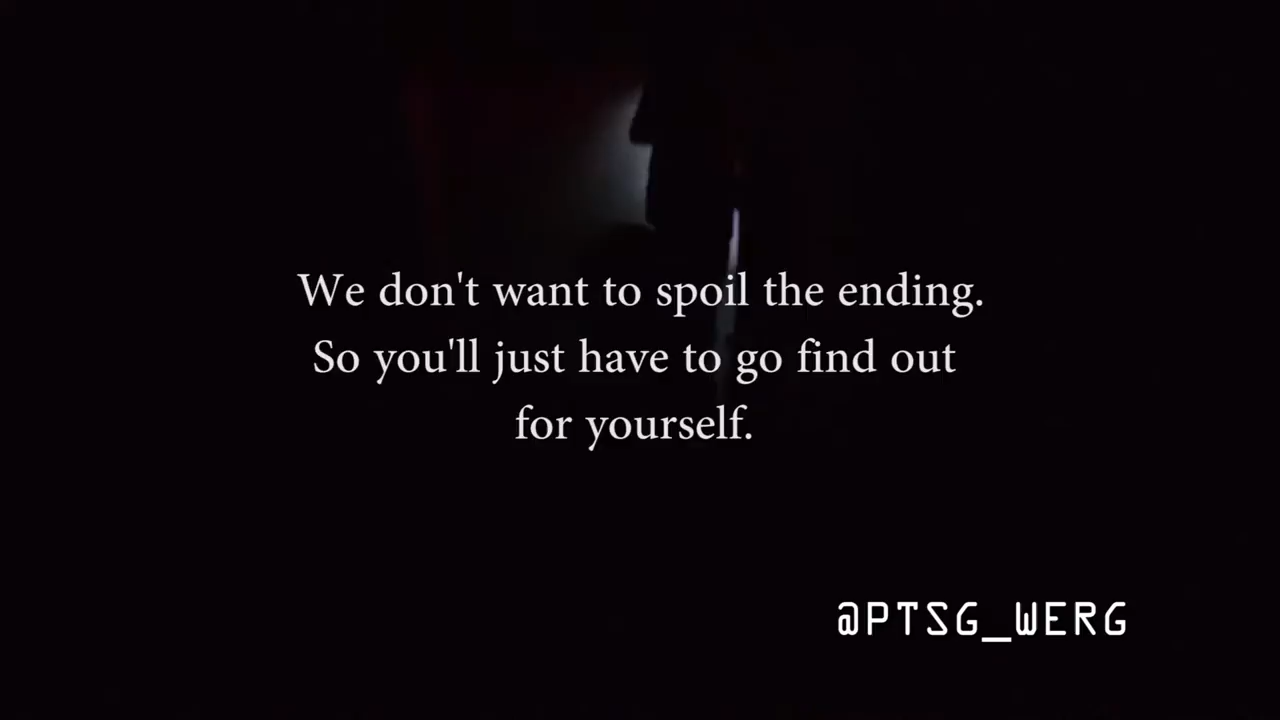 We don't want to spoil the ending.
So you'll just have to go find out
for yourself.
@PTSG_WERG